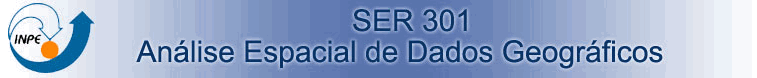 INPE
SER 301
Análise Espacial de Dados Geográficos